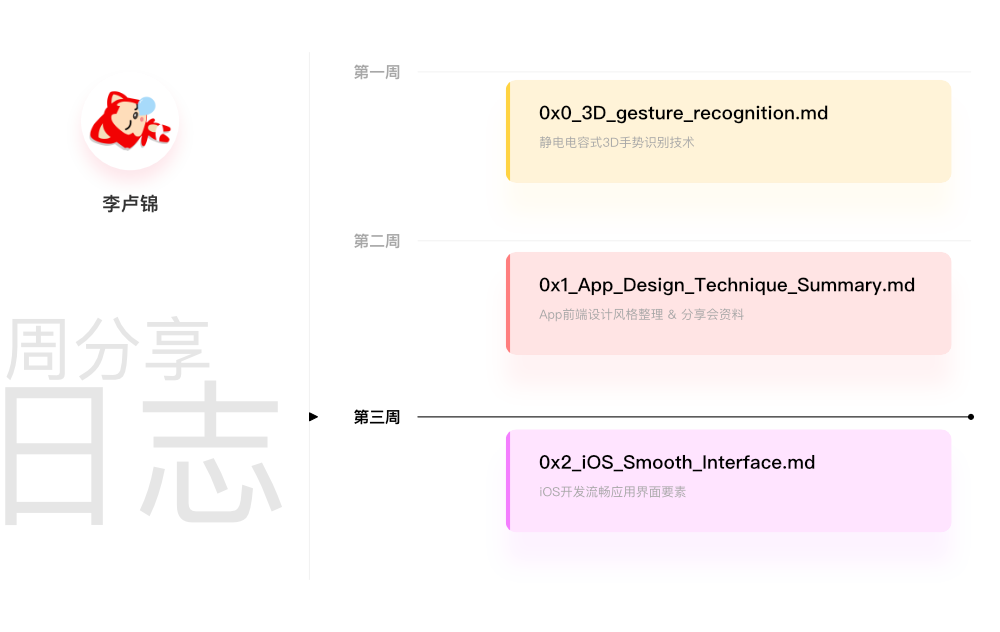 李卢锦
周分享
日志
第一周
0x0_3D_gesture_recognition.md
静电电容式3D手势识别技术
第二周
0x1_App_Design_Technique_Summary.md
App前端设计风格整理 & 分享会资料
第三周
0x2_iOS_Smooth_Interface.md
iOS开发流畅应用界面要素